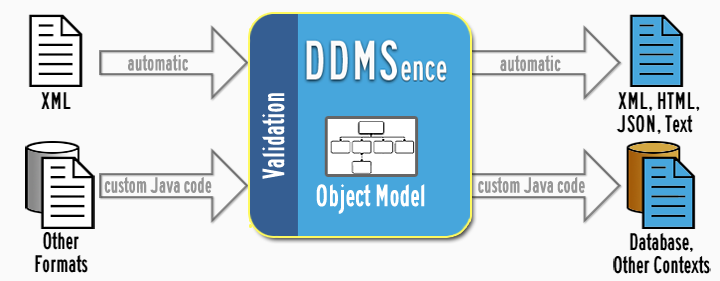 automatic
XML
DDMSence
automatic
XML, HTML,
JSON, Text
Validation
custom Java code
Object Model
custom Java code
Other
Formats
Database,
Other Contexts